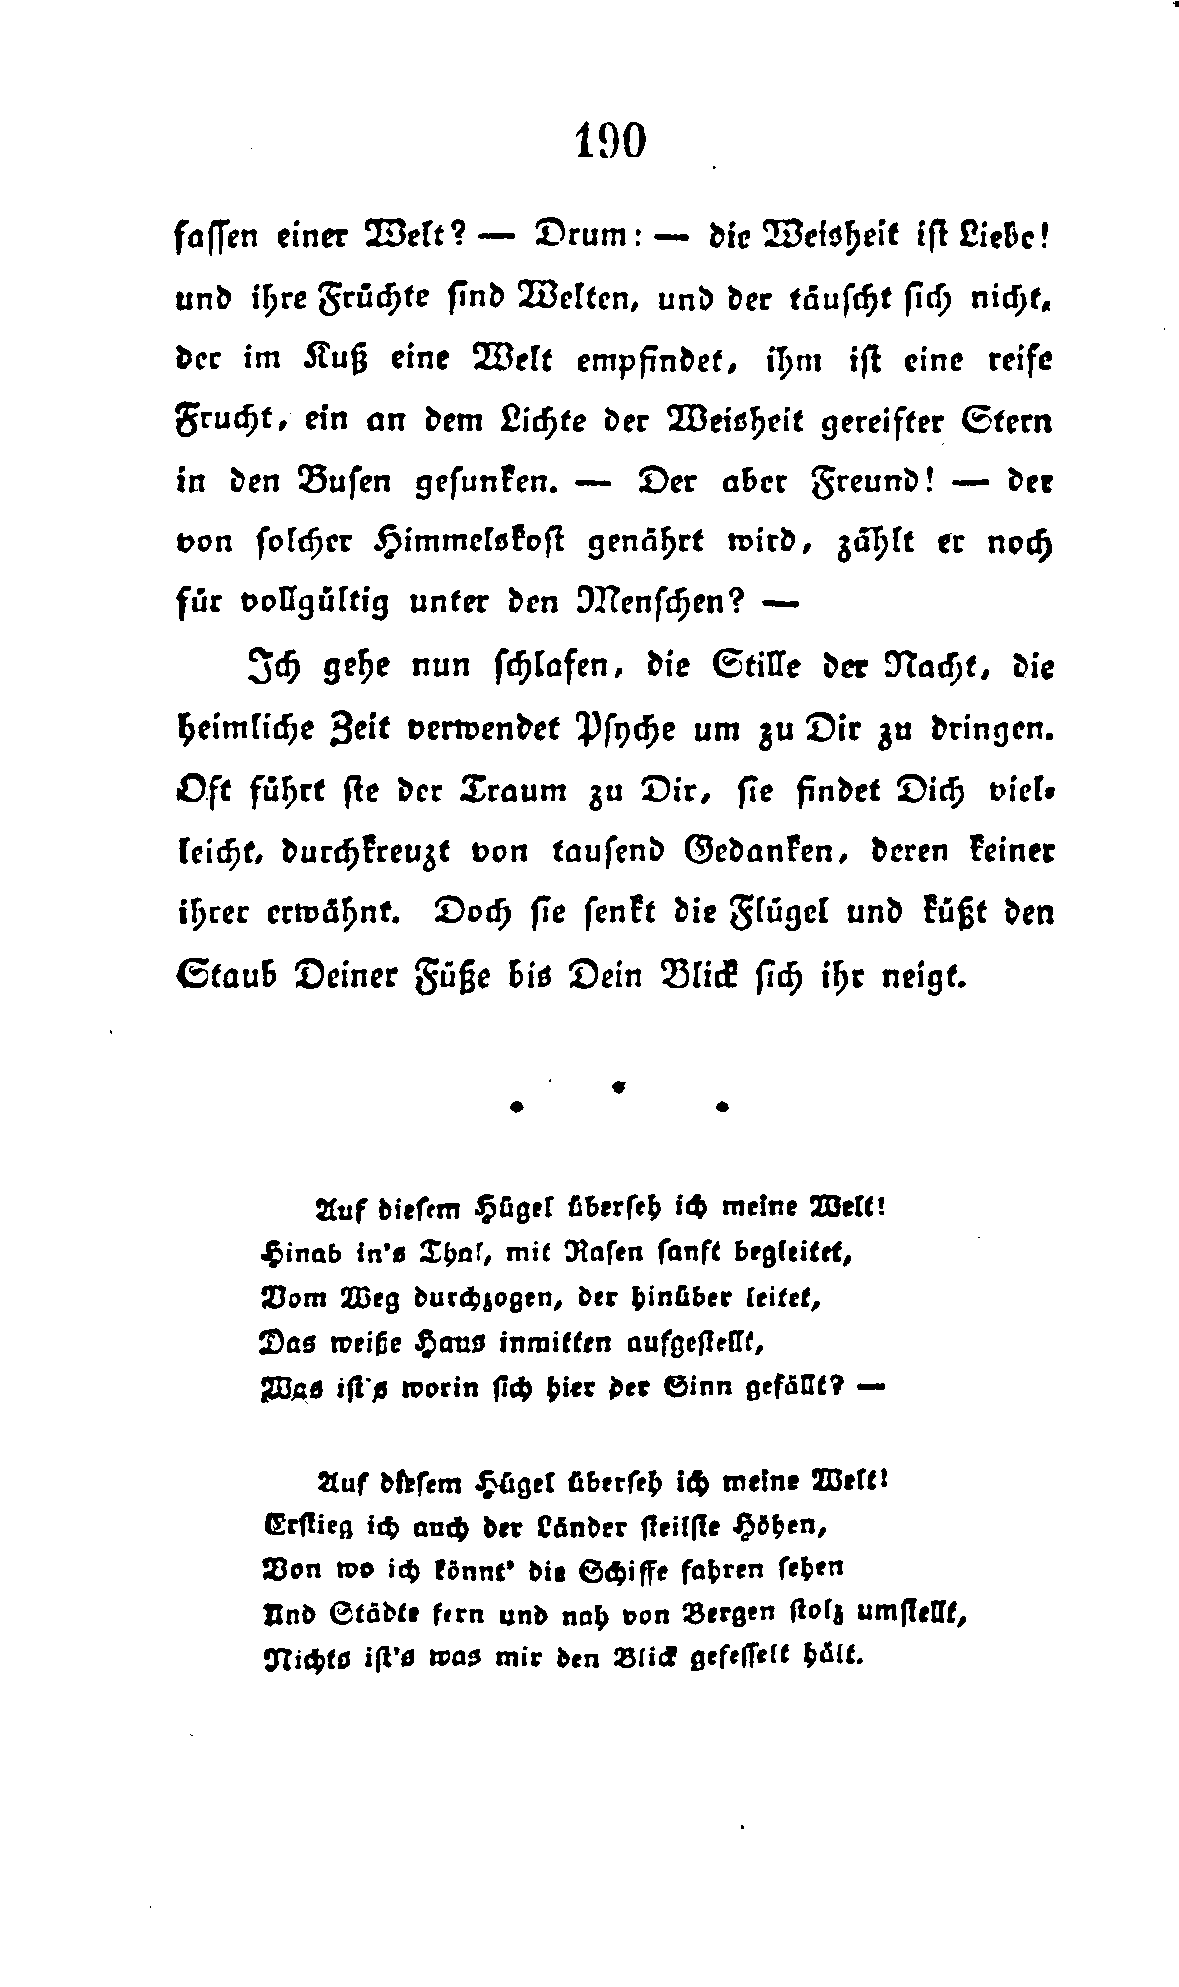 190
fassen einer Welt? — Drum: — die Weisheit ist Liebe!
und ihre Früchte sind Welten, und der täuscht sich nicht,
der im Kuß eine Welt empfindet, ihm ist eine reife
Frucht, ein an dem Lichte der Weisheit gereifter Stern
in den Busen gesunken. — Der aber Freund! — der
von solcher Himmelskost genährt wird, zählt er noch
für vollgültig unter den Menschen? —
Ich gehe nun schlafen, die Stille der Nacht, die
heimliche Zeit verwendet Psyche um zu Dir zu dringen.
Oft führt sie der Traum zu Dir, sie findet Dich viel-
leicht, durchkreuzt von tausend Gedanken, deren keiner
ihrer erwähnt. Doch sie senkt die Flügel und küßt den
Staub Deiner Füße bis Dein Blick sich ihr neigt.
Auf diesem Hügel überseh ich meine Welt!
Hinab in's Thal, mit Rasen sanft begleitet,
Vom Weg durchzogen, der hinüber leitet,
Das weiße Haus inmitten aufgestellt,
Was ist's worin sich hier der Sinn gefällt? —
Auf diesem Hügel überseh ich meine Welt!
Erstieg ich auch der Länder steilste Höhen,
Von wo ich könnt' die Schiffe fahren sehen
Und Städte fern und nah von Bergen stolz umstellt,
Nichts ist's was mir den Blick gefesselt hält.